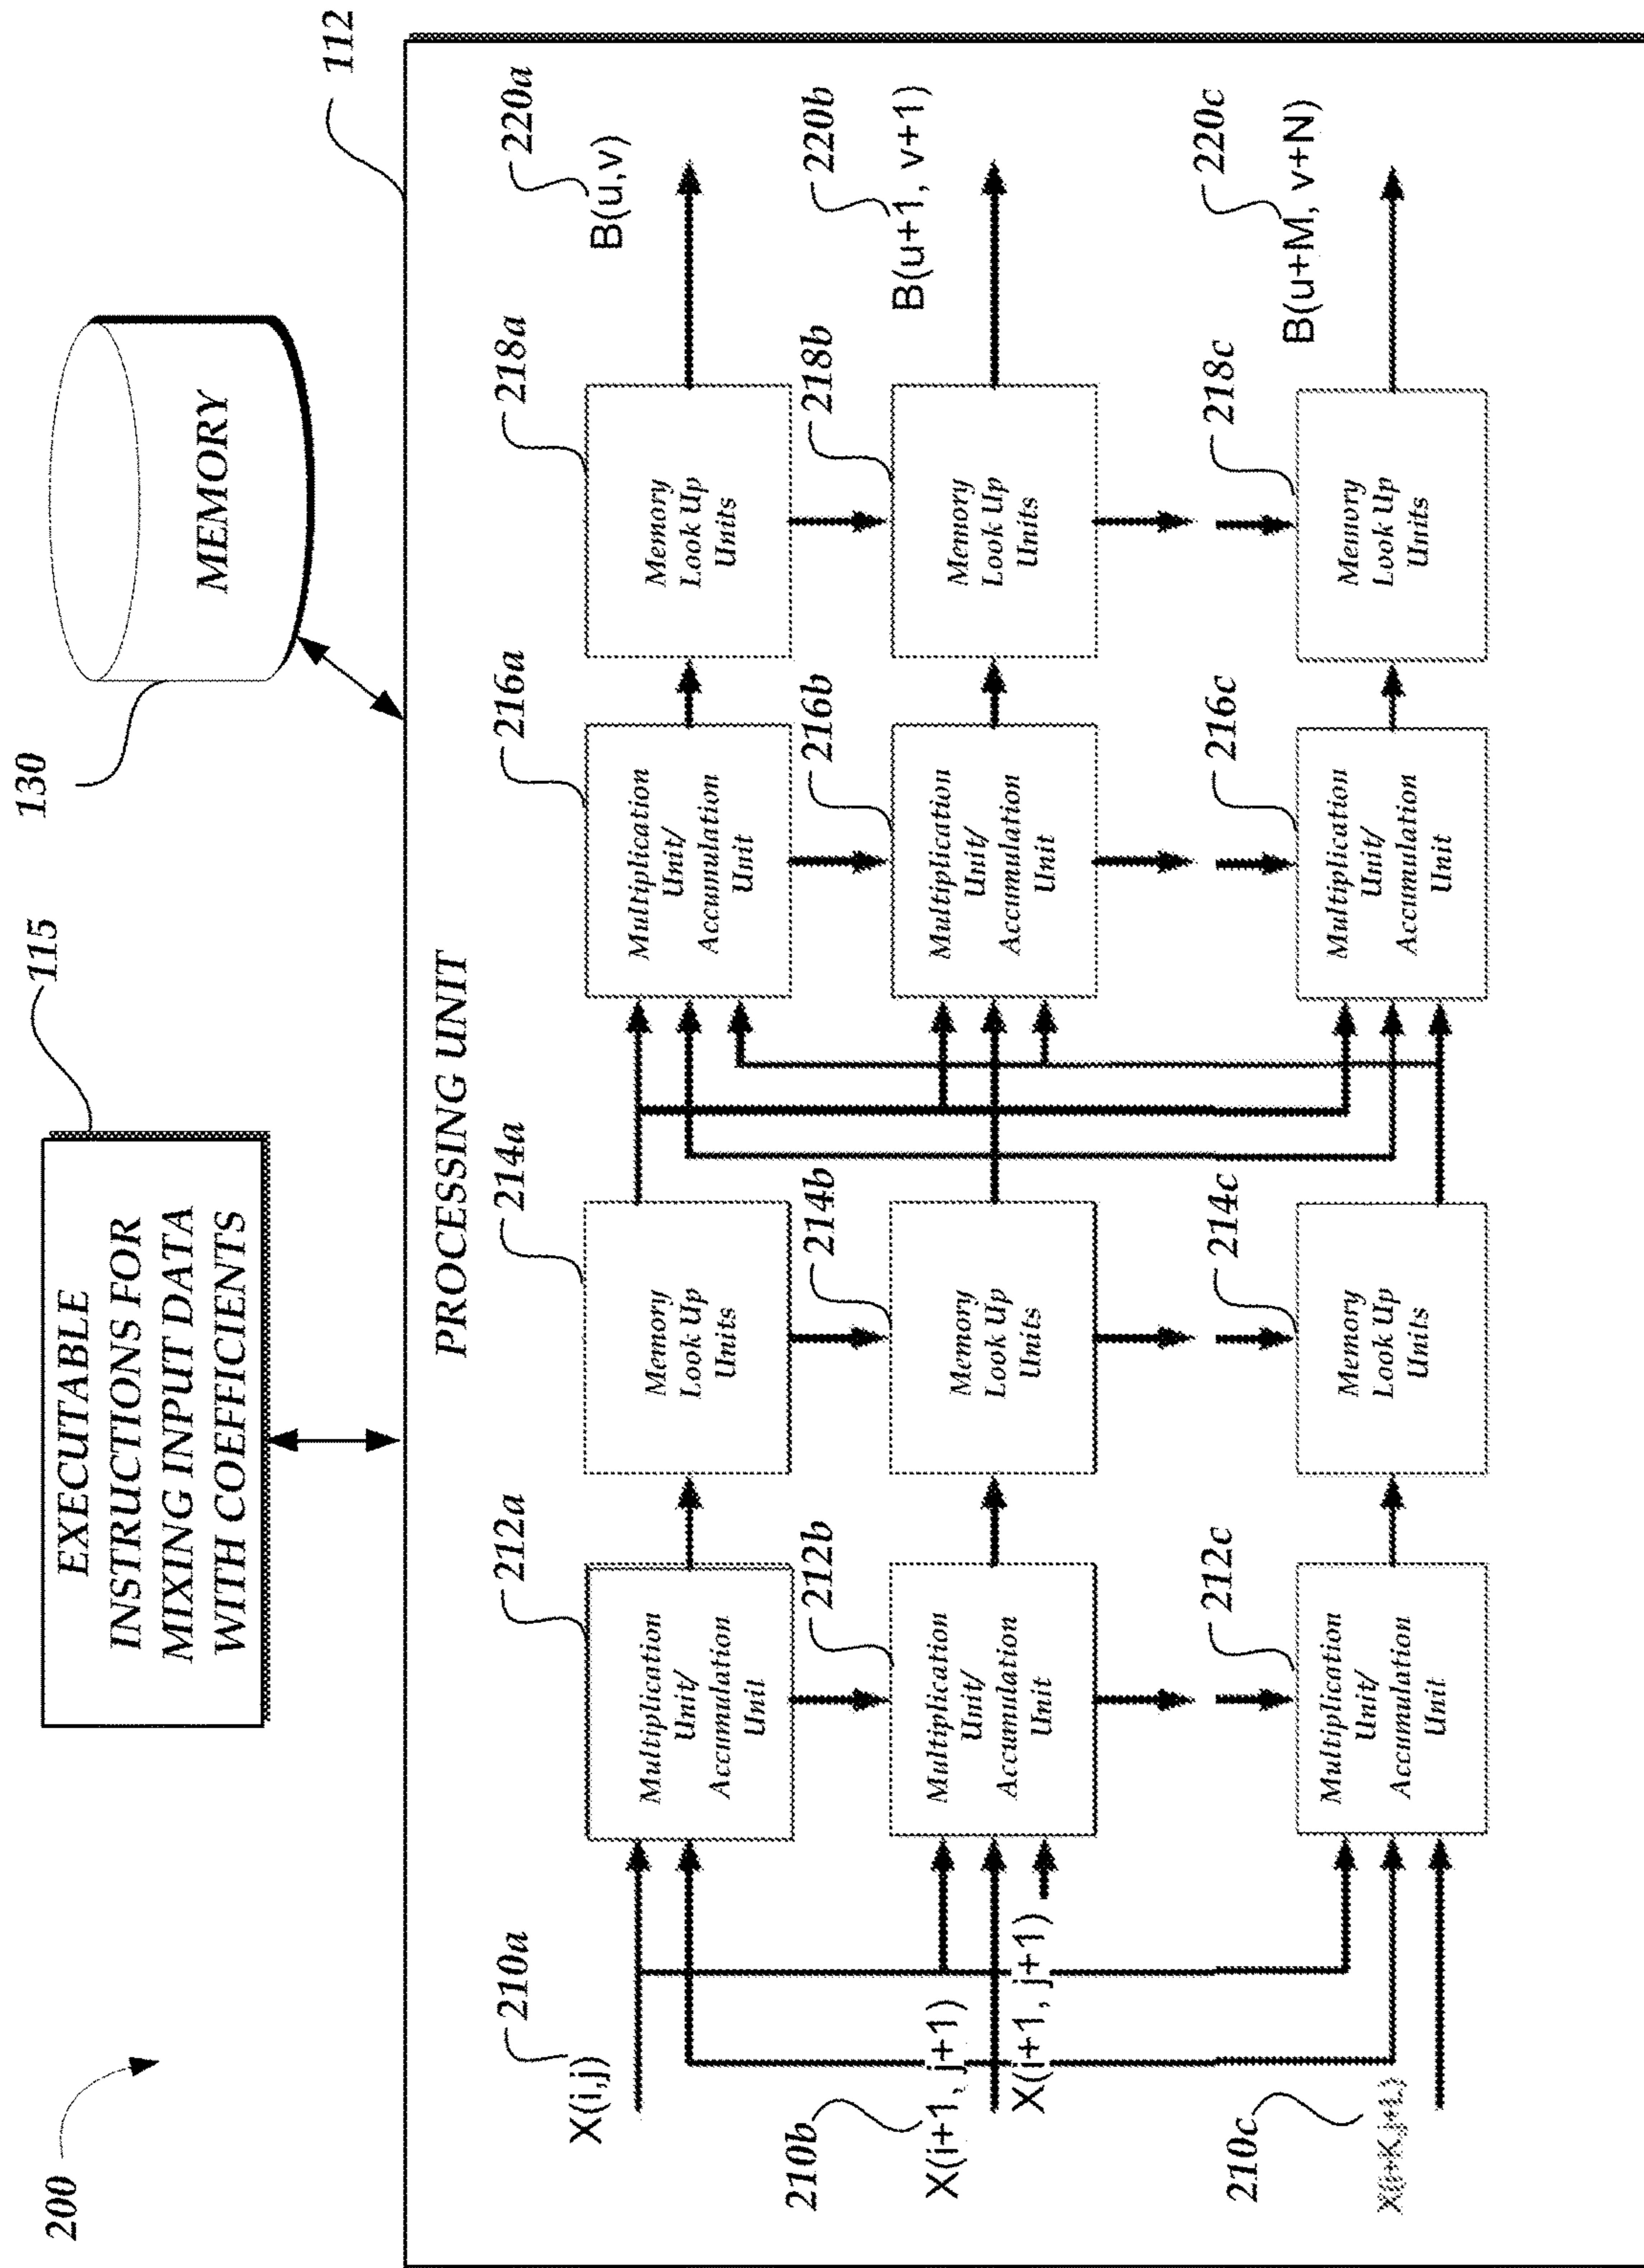 200
EXECUTABLE
INSTRUCTIONS FOR
MIXING INPUT DATA
WITH COEFFICIENTS
115
130
MEMORY
112
PROCESSING UNIT
210a
X(i,j)
212a
Multiplication
Unit/
Accumulation
Unit
214a
Memory
Look Up
Units
216a
Multiplication
Unit/
Accumulation
Unit
218a
Memory
Look Up
Units
220a
B(u,v)
210b
X(i+1, j+1)
X(i+1, j+1)
212b
Multiplication
Unit/
Accumulation
Unit
214b
Memory
Look Up
Units
216b
Multiplication
Unit/
Accumulation
Unit
218b
Memory
Look Up
Units
220b
B(u+1, v+1)
210c
212c
Multiplication
Unit/
Accumulation
Unit
214c
Memory
Look Up
Units
216c
Multiplication
Unit/
Accumulation
Unit
218c
Memory
Look Up
Units
220c
B(u+M, v+N)